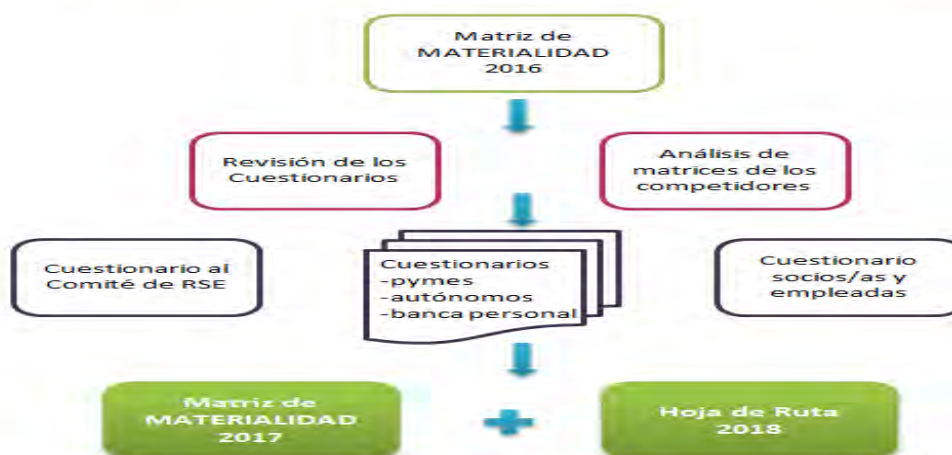 Matriz de
MATERIALIDAD
2016
Revisión de los
Cuestionarios
Análisis de
matrices de los
competidores
Cuestionario al
Comité de RSE
Cuestionarios
-pymes
-autónomos
-banca personal
Cuestionario
socios/as y
empleadas
Matriz de
MATERIALIDAD
2017
Hoja de Ruta
2018